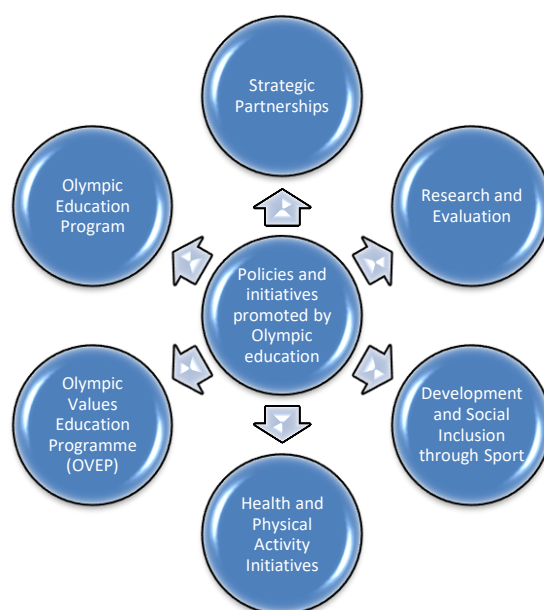 Strategic
Partnerships
Olympic
Education
Program
Research and
Evaluation
Policies and
initiatives
promoted by
Olympic
education
Olympic
Values
Education
Programme
(OVEP)
Development
and Social
Inclusion
through Sport
Health and
Physical
Activity
Initiatives